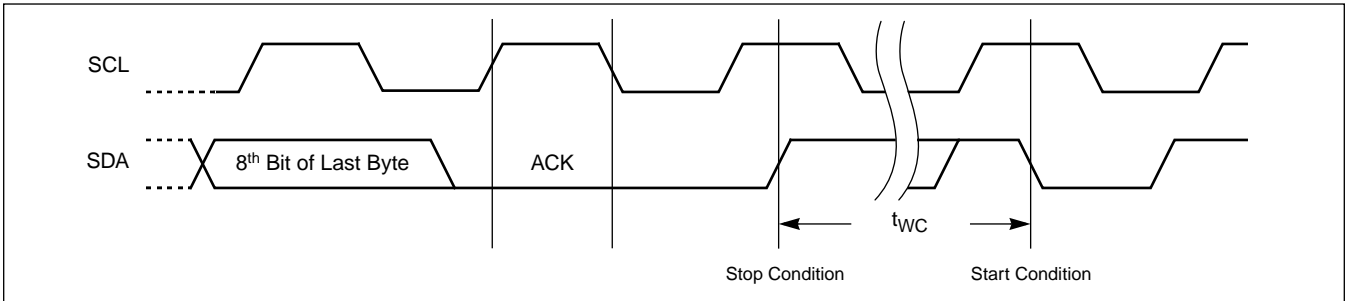 SCL
SDA
8th Bit of Last Byte
ACK
tWC
Stop Condition
Start Condition